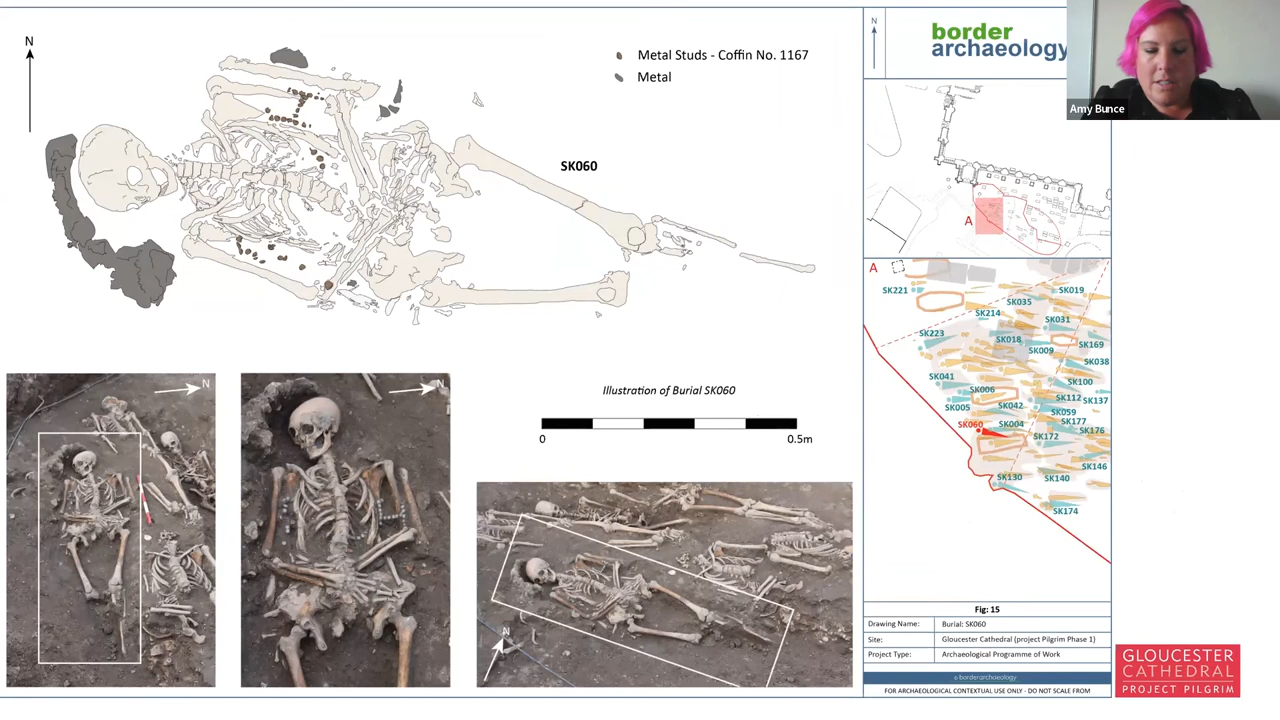 N
Metal Studs - Coffin No. 1167
Metal
SK060
Illustration of Burial SK060
0
0.5m
N
N
N
N
border
archaeology
Amy Bunce
A
A
SK221
SK019
SK035
SK214
SK031
SK223
SK018
SK009
SK169
SK038
SK041
SK006
SK100
SK112
SK137
SK005
SK042
SK059
SK060
SK004
SK177
SK172
SK176
SK146
SK130
SK140
SK174
Fig: 15
Drawing Name: Burial: SK060
Site: Gloucester Cathedral (project Pilgrim Phase 1)
Project Type: Archaeological Programme of Work
© borderarchaeology
FOR ARCHAEOLOGICAL CONTEXTUAL USE ONLY - DO NOT SCALE FROM
GLOUCESTER
CATHEDRAL
PROJECT PILGRIM